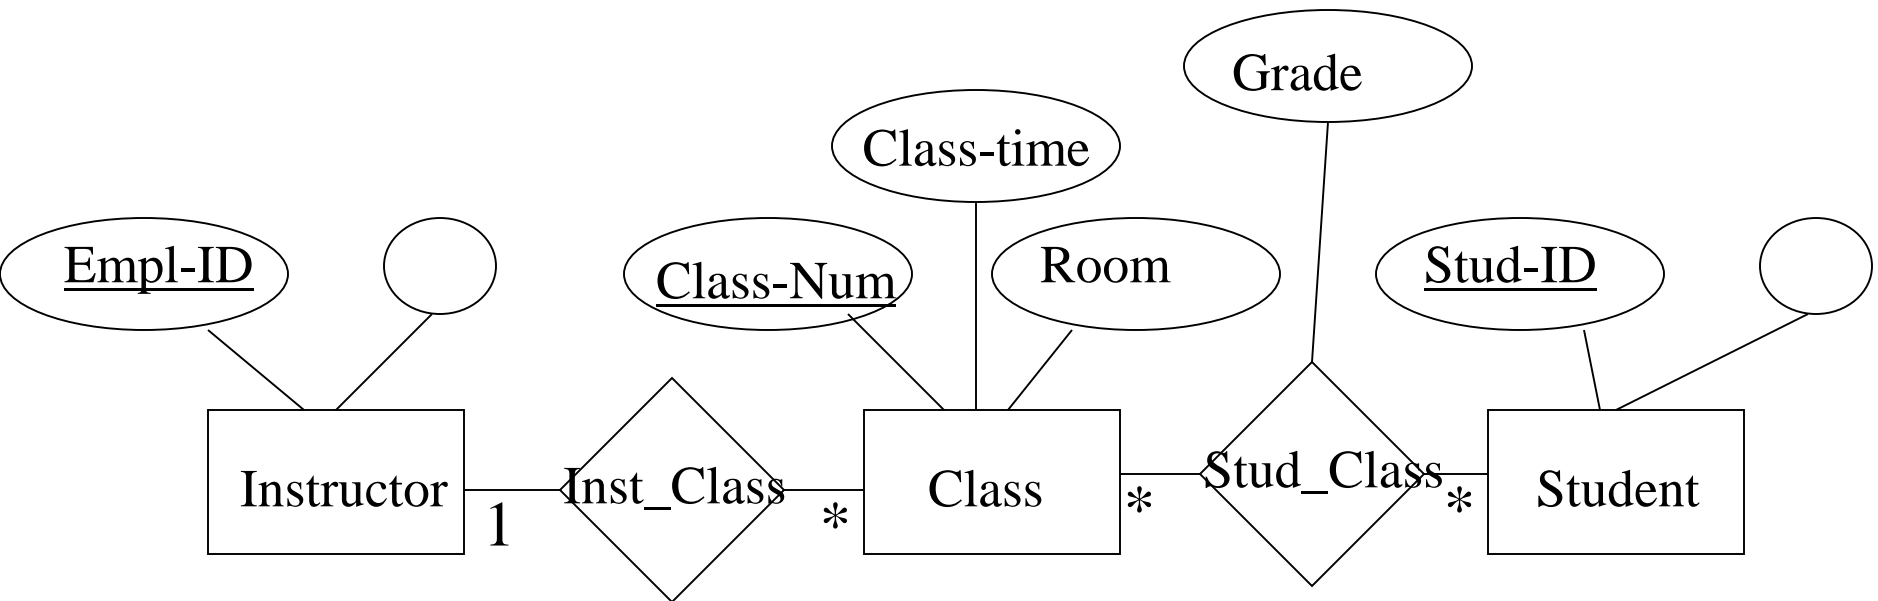 Grade
Class-time
Empl-ID
Class-Num
Room
Stud-ID
Instructor
1
Inst_Class
*
Class
*
Stud_Class
*
Student